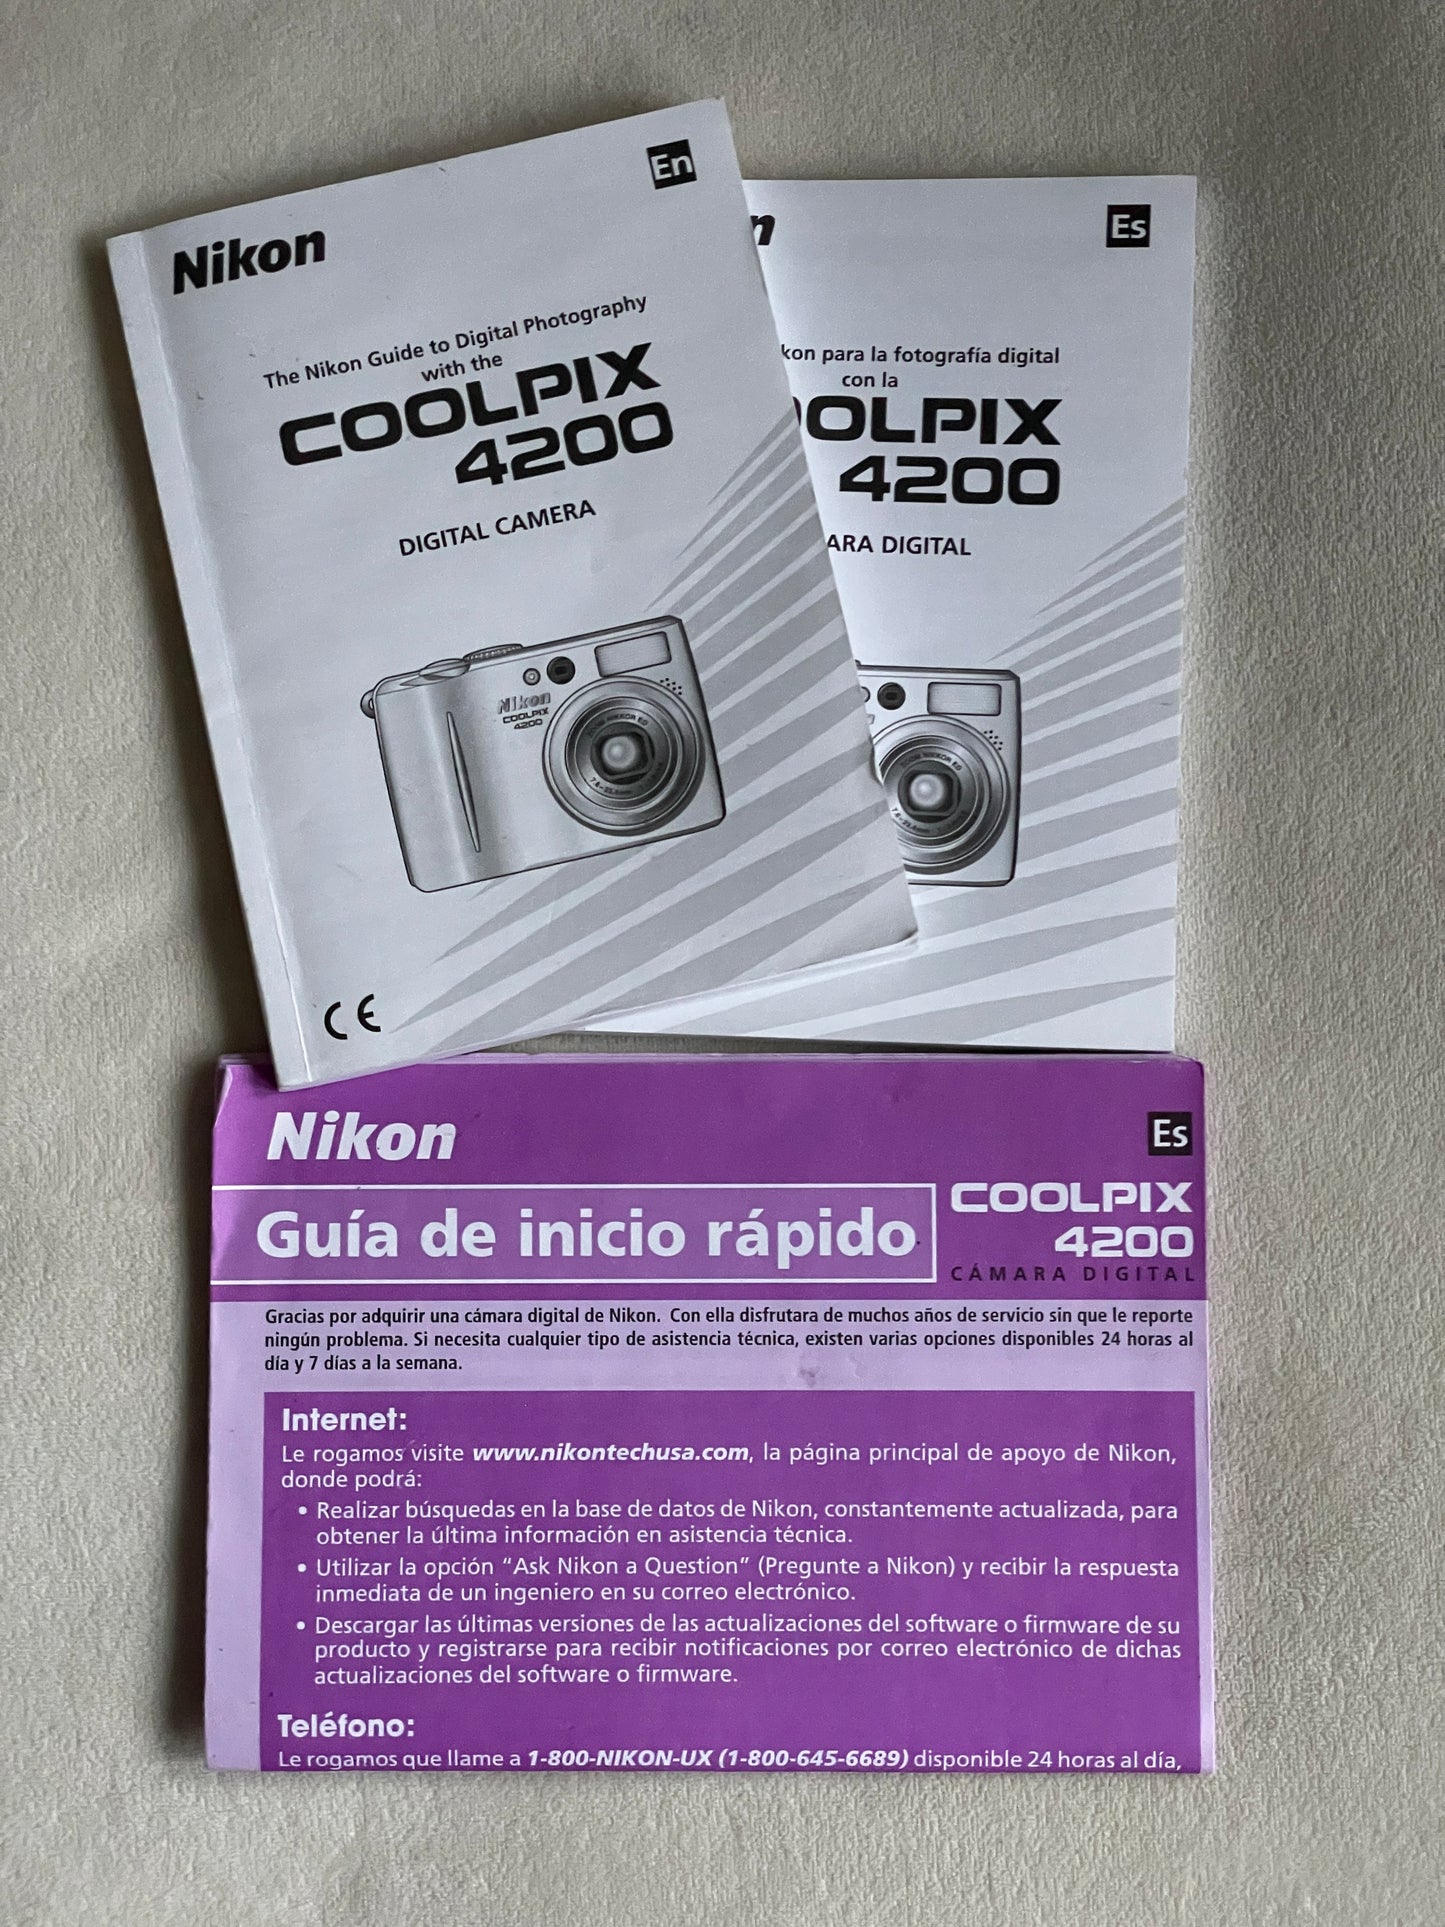 En
Nikon
The Nikon Guide to Digital Photography
with the
COOLPIX
4200
DIGITAL CAMERA
Nikon
COOLPIX
4200
CE
Es
para la fotografía digital
con la
4200
DIGITAL
Nikon
Es
Guía de inicio rápido
COOLPIX
4200
CÁMARA DIGITAL
Gracias por adquirir una cámara digital de Nikon. Con ella disfrutara de muchos años de servicio sin que le reporte
ningún problema. Si necesita cualquier tipo de asistencia técnica, existen varias opciones disponibles 24 horas al
día y 7 días a la semana.
Internet:
Le rogamos visite www.nikontechusa.com, la página principal de apoyo de Nikon,
donde podrá:
• Realizar búsquedas en la base de datos de Nikon, constantemente actualizada, para
obtener la última información en asistencia técnica.
• Utilizar la opción “Ask Nikon a Question” (Pregunte a Nikon) y recibir la respuesta
inmediata de un ingeniero en su correo electrónico.
• Descargar las últimas versiones de las actualizaciones del software o firmware de su
producto y registrarse para recibir notificaciones por correo electrónico de dichas
actualizaciones del software o firmware.
Teléfono:
Le rogamos que llame a 1-800-NIKON-UX (1-800-645-6689) disponible 24 horas al día,